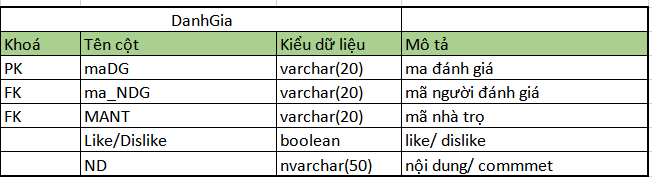 DanhGia
Khoá Tên cột Kiểu dữ liệu Mô tả
PK maDG varchar(20) ma đánh giá
FK ma_NDG varchar(20) mã người đánh giá
FK MANT varchar(20) mã nhà trọ
Like/Dislike boolean like/ dislike
ND nvarchar(50) nội dung/ commmet